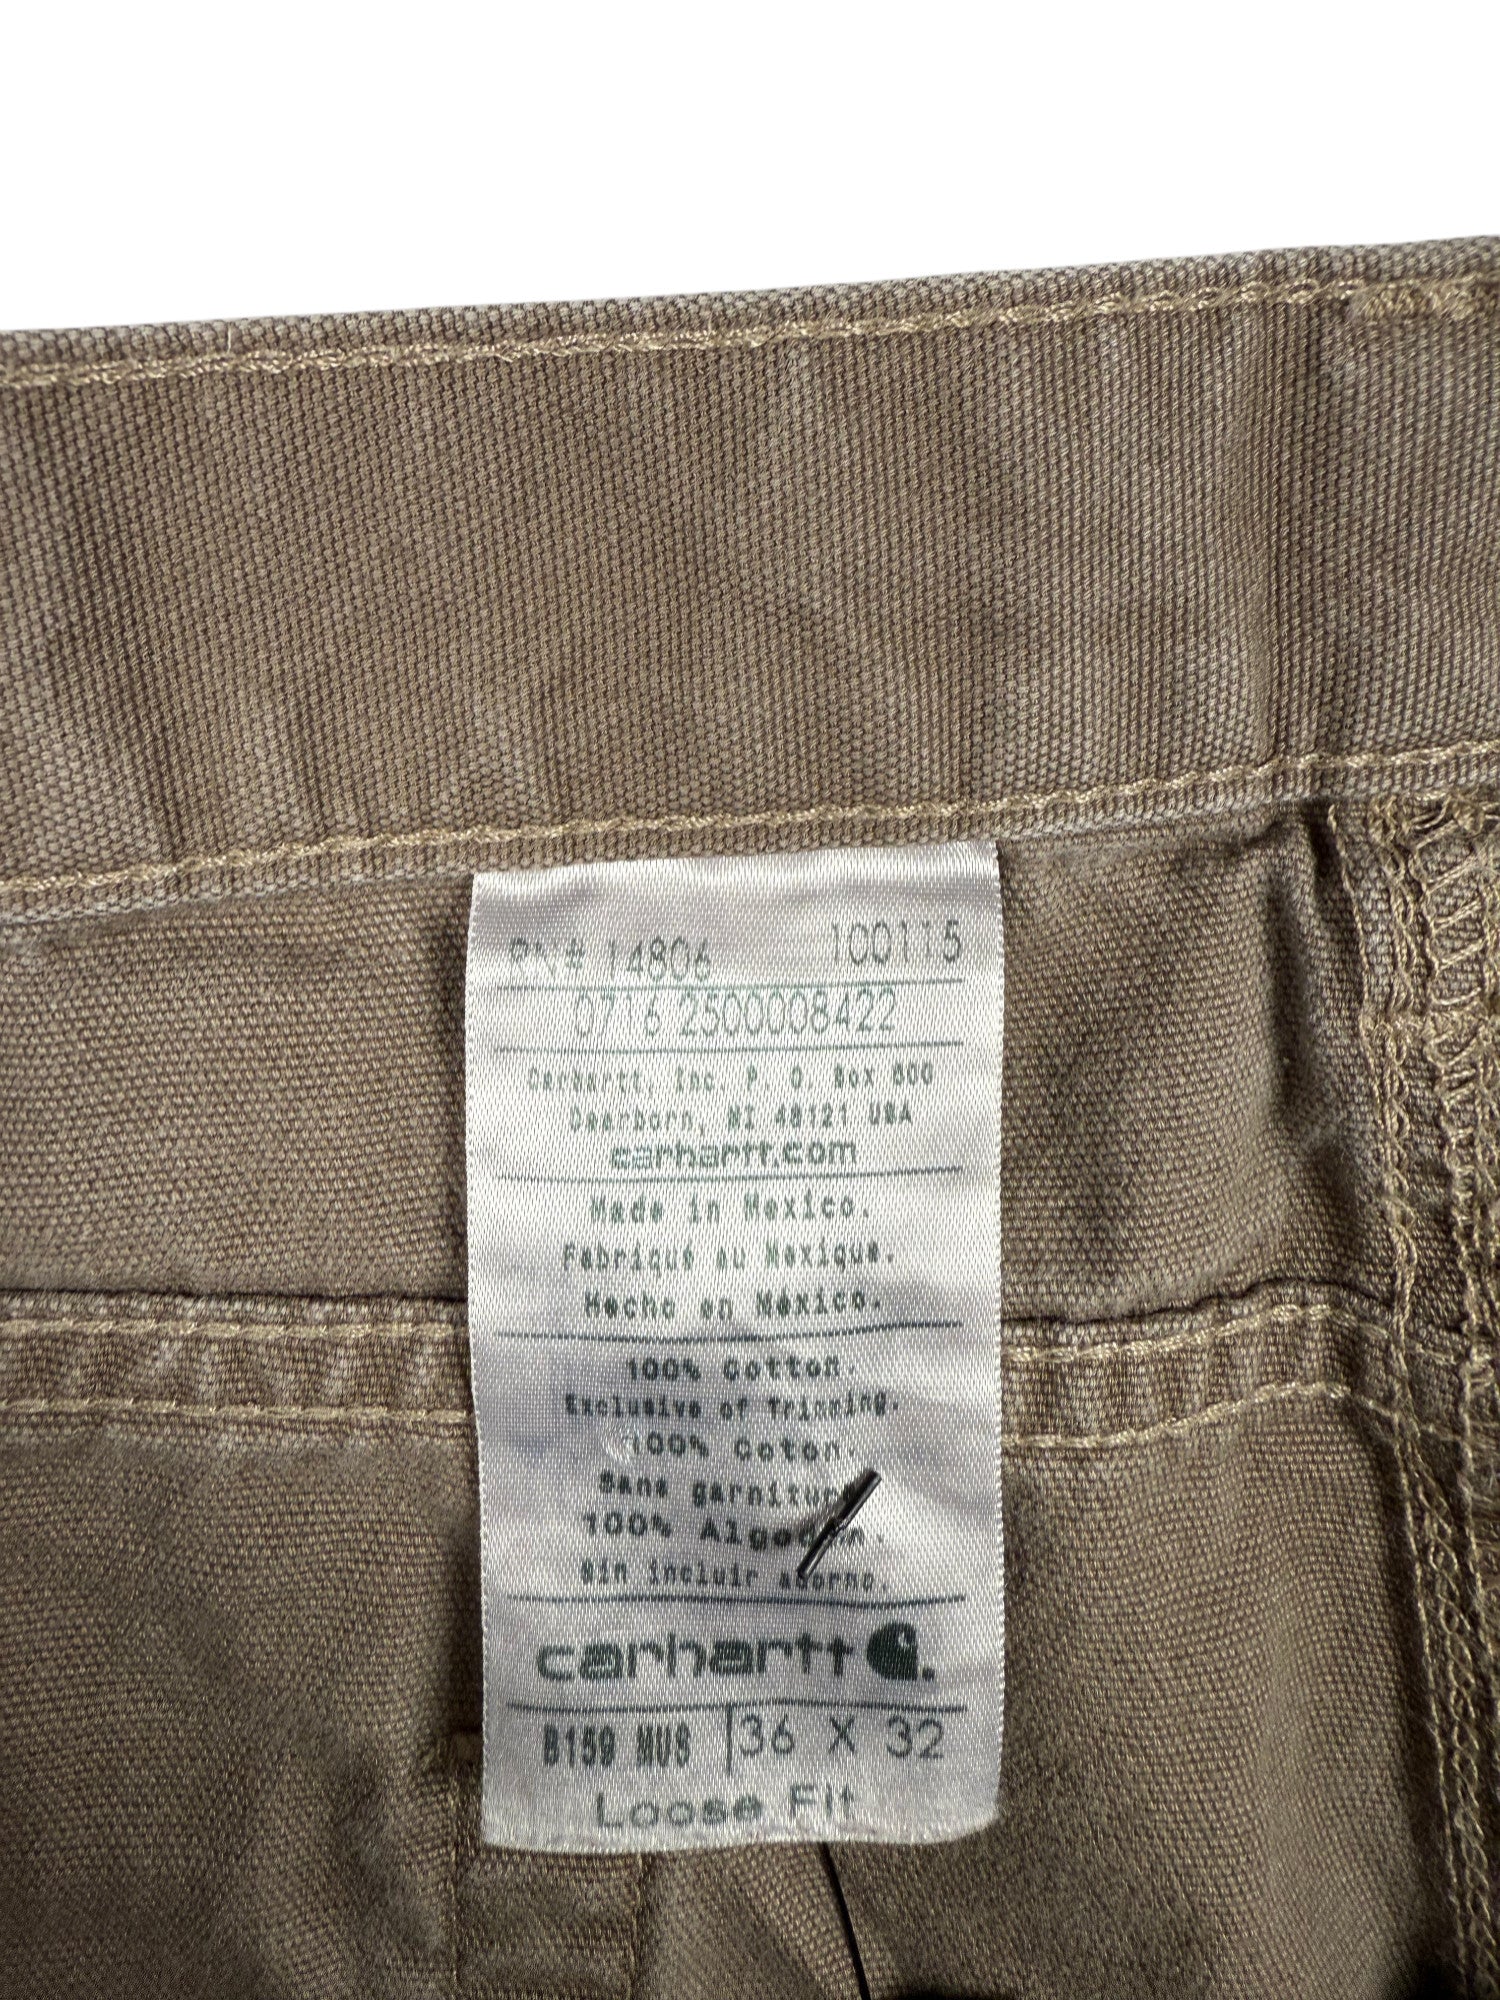 RN# 14806 100115
0716 2500008422
Carhartt, Inc. P. O. Box 600
Dearborn, MI 48121 USA
carhartt.com
Made in Mexico.
Fabriqué au Mexique.
Hecho en México.
100% Cotton.
Exclusive of Trimming.
100% Coton.
Sans garniture
100% Algodón.
Sin incluir adorno.
carhartt
B159 MUS 36 X 32
Loose Fit